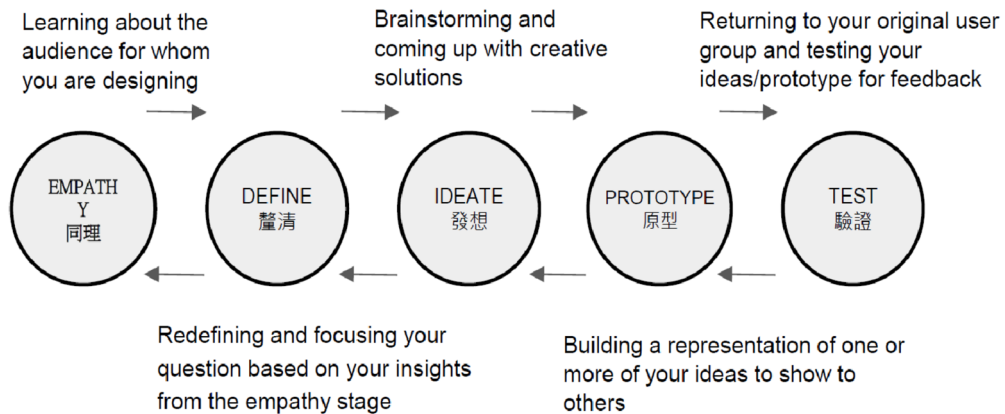 Learning about the
audience for whom
you are designing
Brainstorming and
coming up with creative
solutions
Returning to your original user
group and testing your
ideas/prototype for feedback
EMPATH
Y
同理
DEFINE
釐清
IDEATE
發想
PROTOTYPE
原型
TEST
驗證
Redefining and focusing your
question based on your insights
from the empathy stage
Building a representation of one or
more of your ideas to show to
others